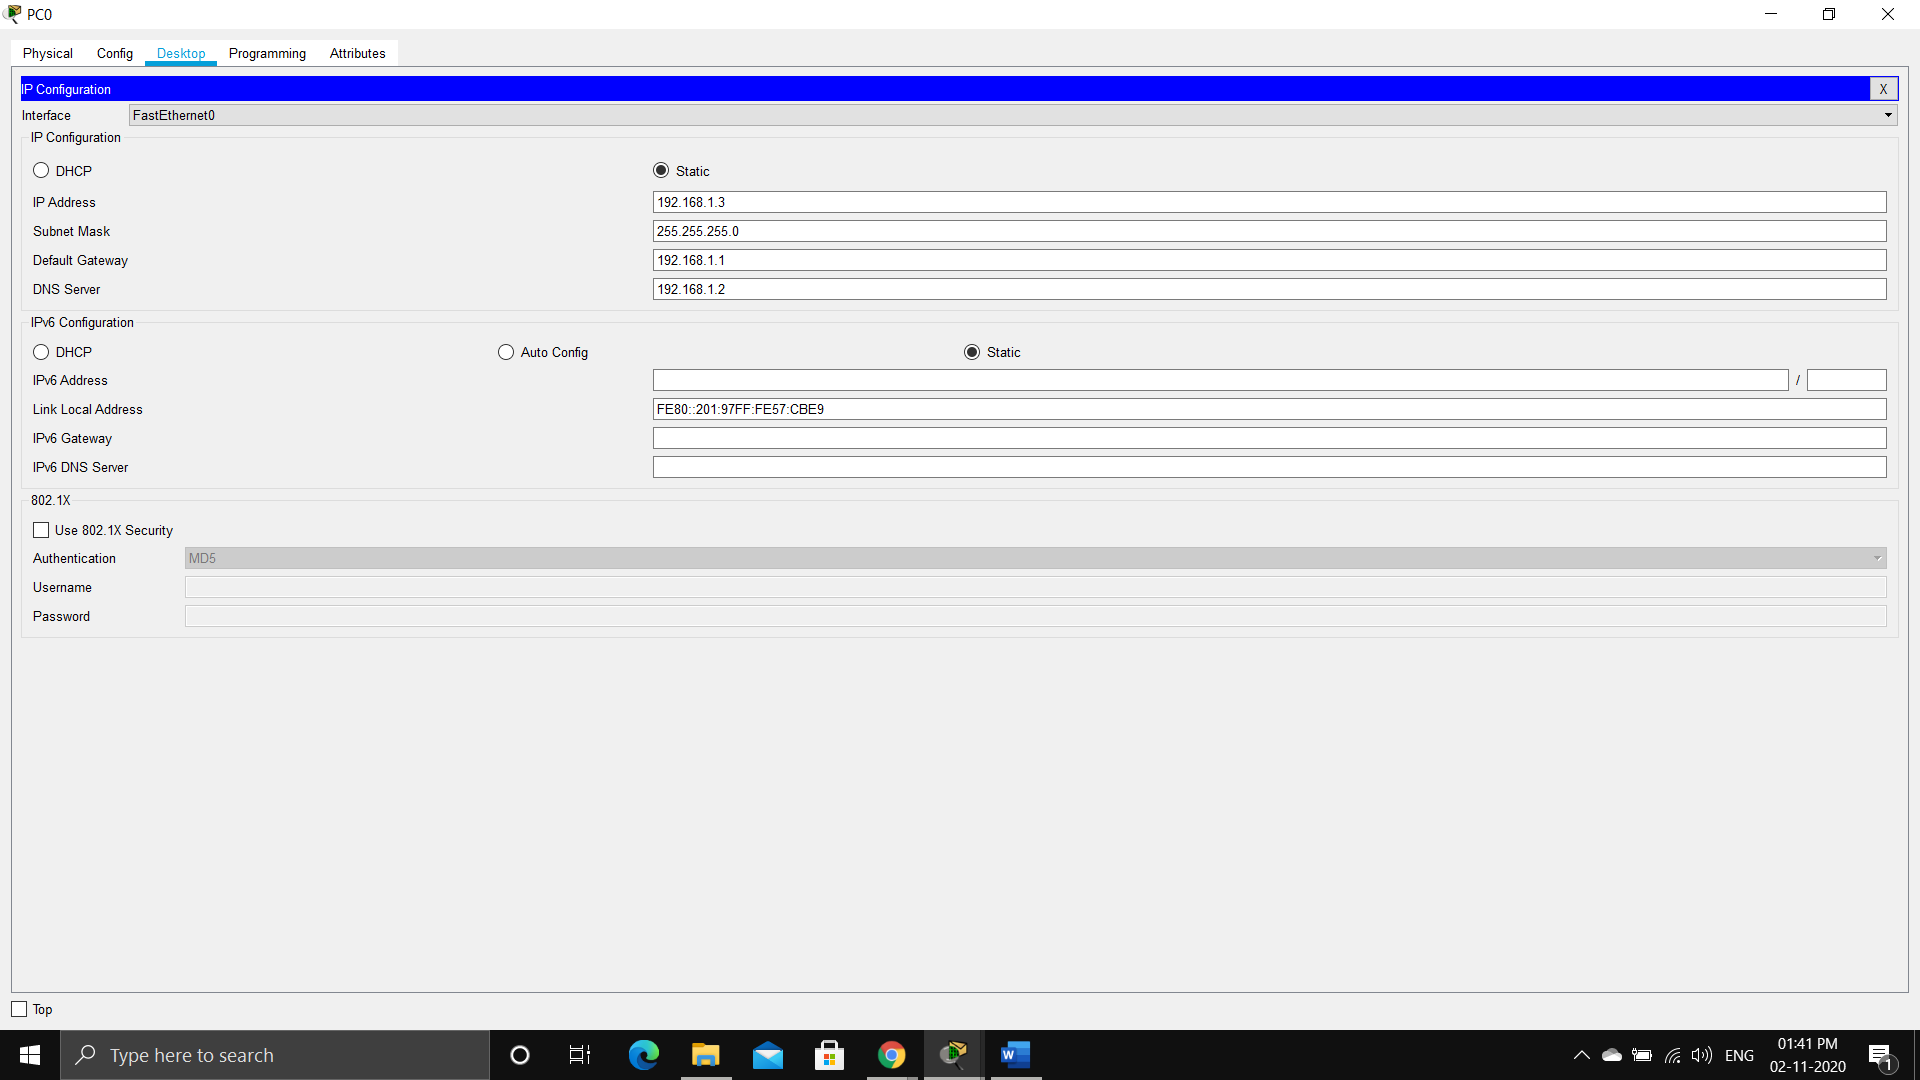 PC0
Physical Config Desktop Programming Attributes
IP Configuration X
Interface FastEthernet0
IP Configuration
DHCP Static
IP Address 192.168.1.3
Subnet Mask 255.255.255.0
Default Gateway 192.168.1.1
DNS Server 192.168.1.2
IPv6 Configuration
DHCP Auto Config Static
IPv6 Address /
Link Local Address FE80::201:97FF:FE57:CBE9
IPv6 Gateway
IPv6 DNS Server
802.1X
Use 802.1X Security
Authentication MD5
Username
Password
Top
Type here to search W ENG 01:41 PM
02-11-2020 1